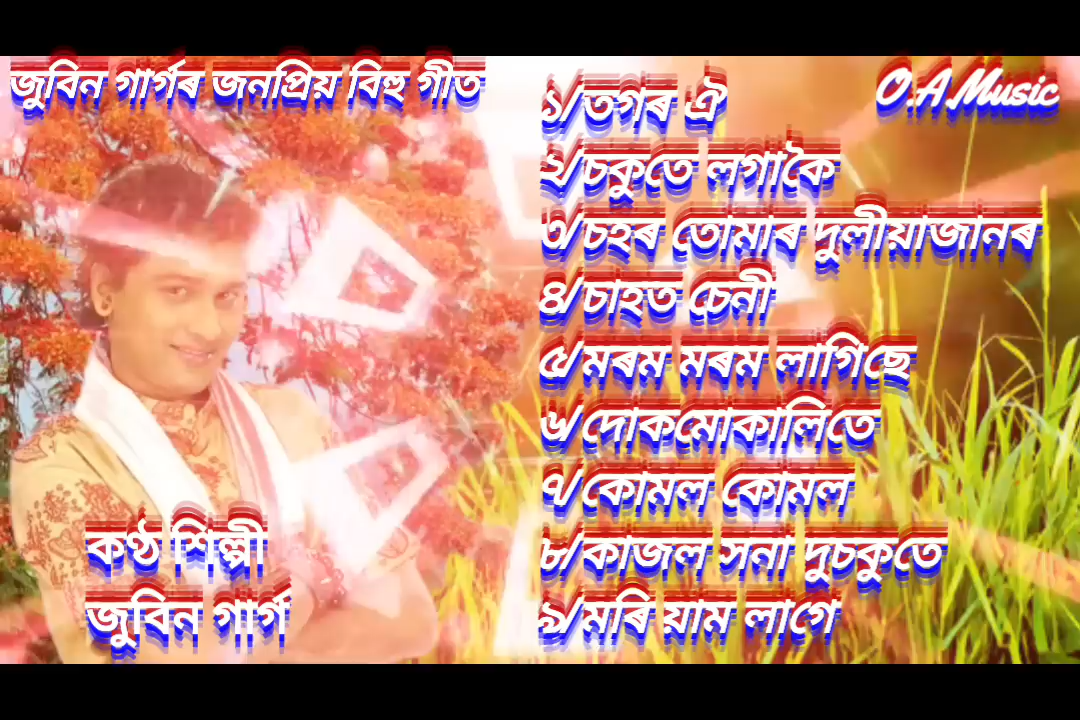 জুবিন গাৰ্গৰ জনপ্ৰিয় বিহু গীত
O.A.Music
১/তগৰ ঐ
২/চকুতে লগাকৈ
৩/চহৰ তোমাৰ দুলীয়াজানৰ
৪/চাহত চেনী
৫/মৰম মৰম লাগিছে
৬/দোকমোকালিতে
৭/কোমল কোমল
৮/কাজল সনা দুচকুতে
৯/মৰি য়াম লাগে
কণ্ঠ শিল্পী
জুবিন গাৰ্গ